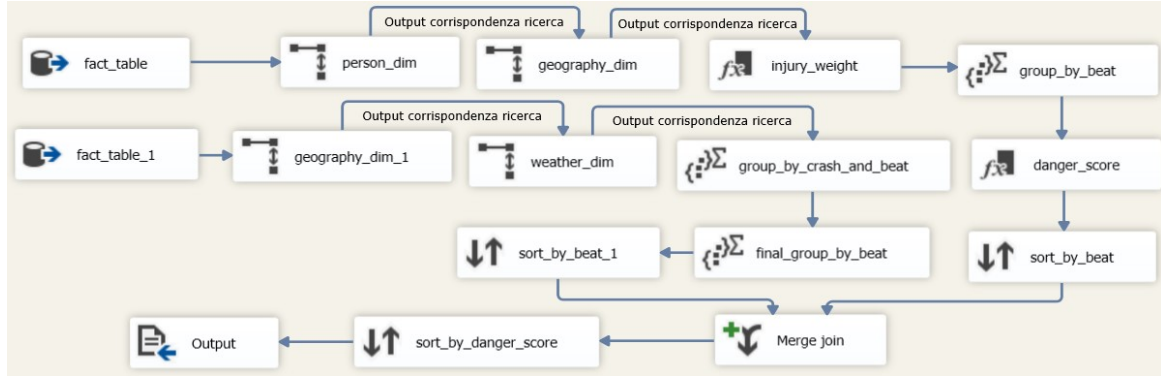 Output corrispondenza ricerca
Output corrispondenza ricerca
fact_table
person_dim
geography_dim
injury_weight
group_by_beat
Output corrispondenza ricerca
Output corrispondenza ricerca
fact_table_1
geography_dim_1
weather_dim
group_by_crash_and_beat
danger_score
sort_by_beat_1
final_group_by_beat
sort_by_beat
Output
sort_by_danger_score
Merge join